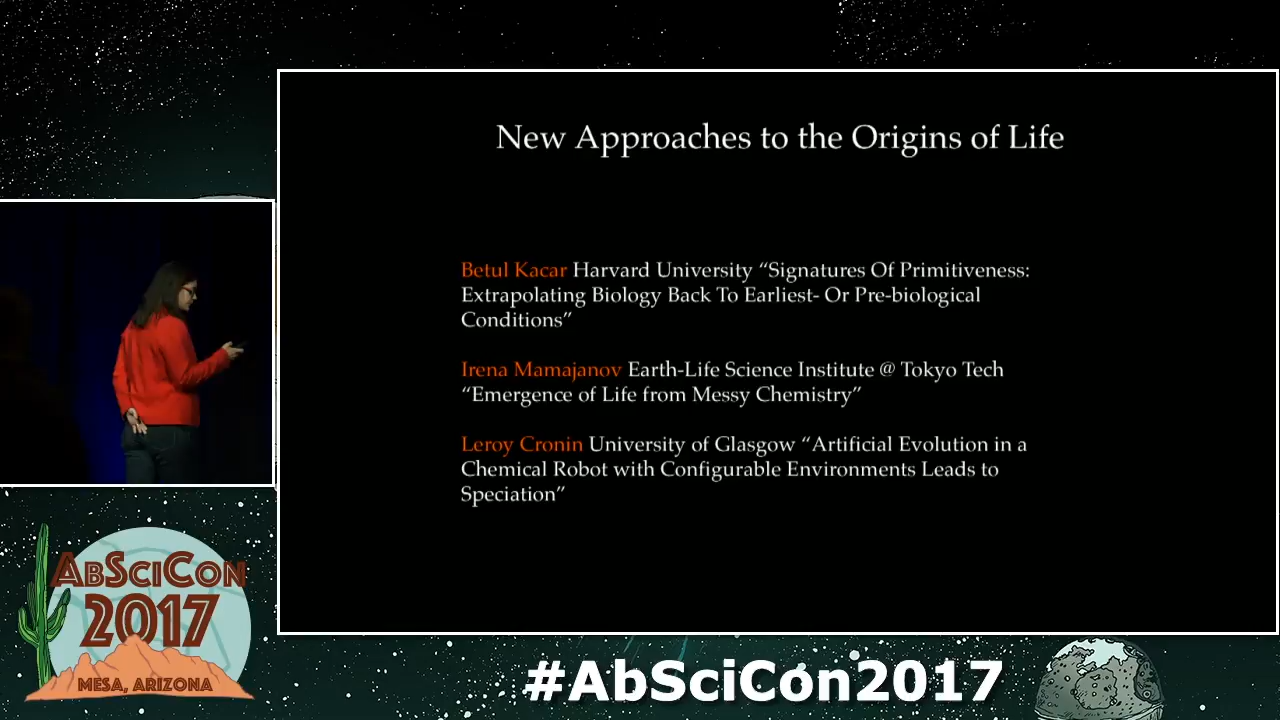 New Approaches to the Origins of Life
Betul Kacar Harvard University “Signatures Of Primitiveness:
Extrapolating Biology Back To Earliest- Or Pre-biological
Conditions”
Irena Mamajanov Earth-Life Science Institute @ Tokyo Tech
“Emergence of Life from Messy Chemistry”
Leroy Cronin University of Glasgow “Artificial Evolution in a
Chemical Robot with Configurable Environments Leads to
Speciation”
AbSciCon
2017
MESA, ARIZONA
#AbSciCon2017